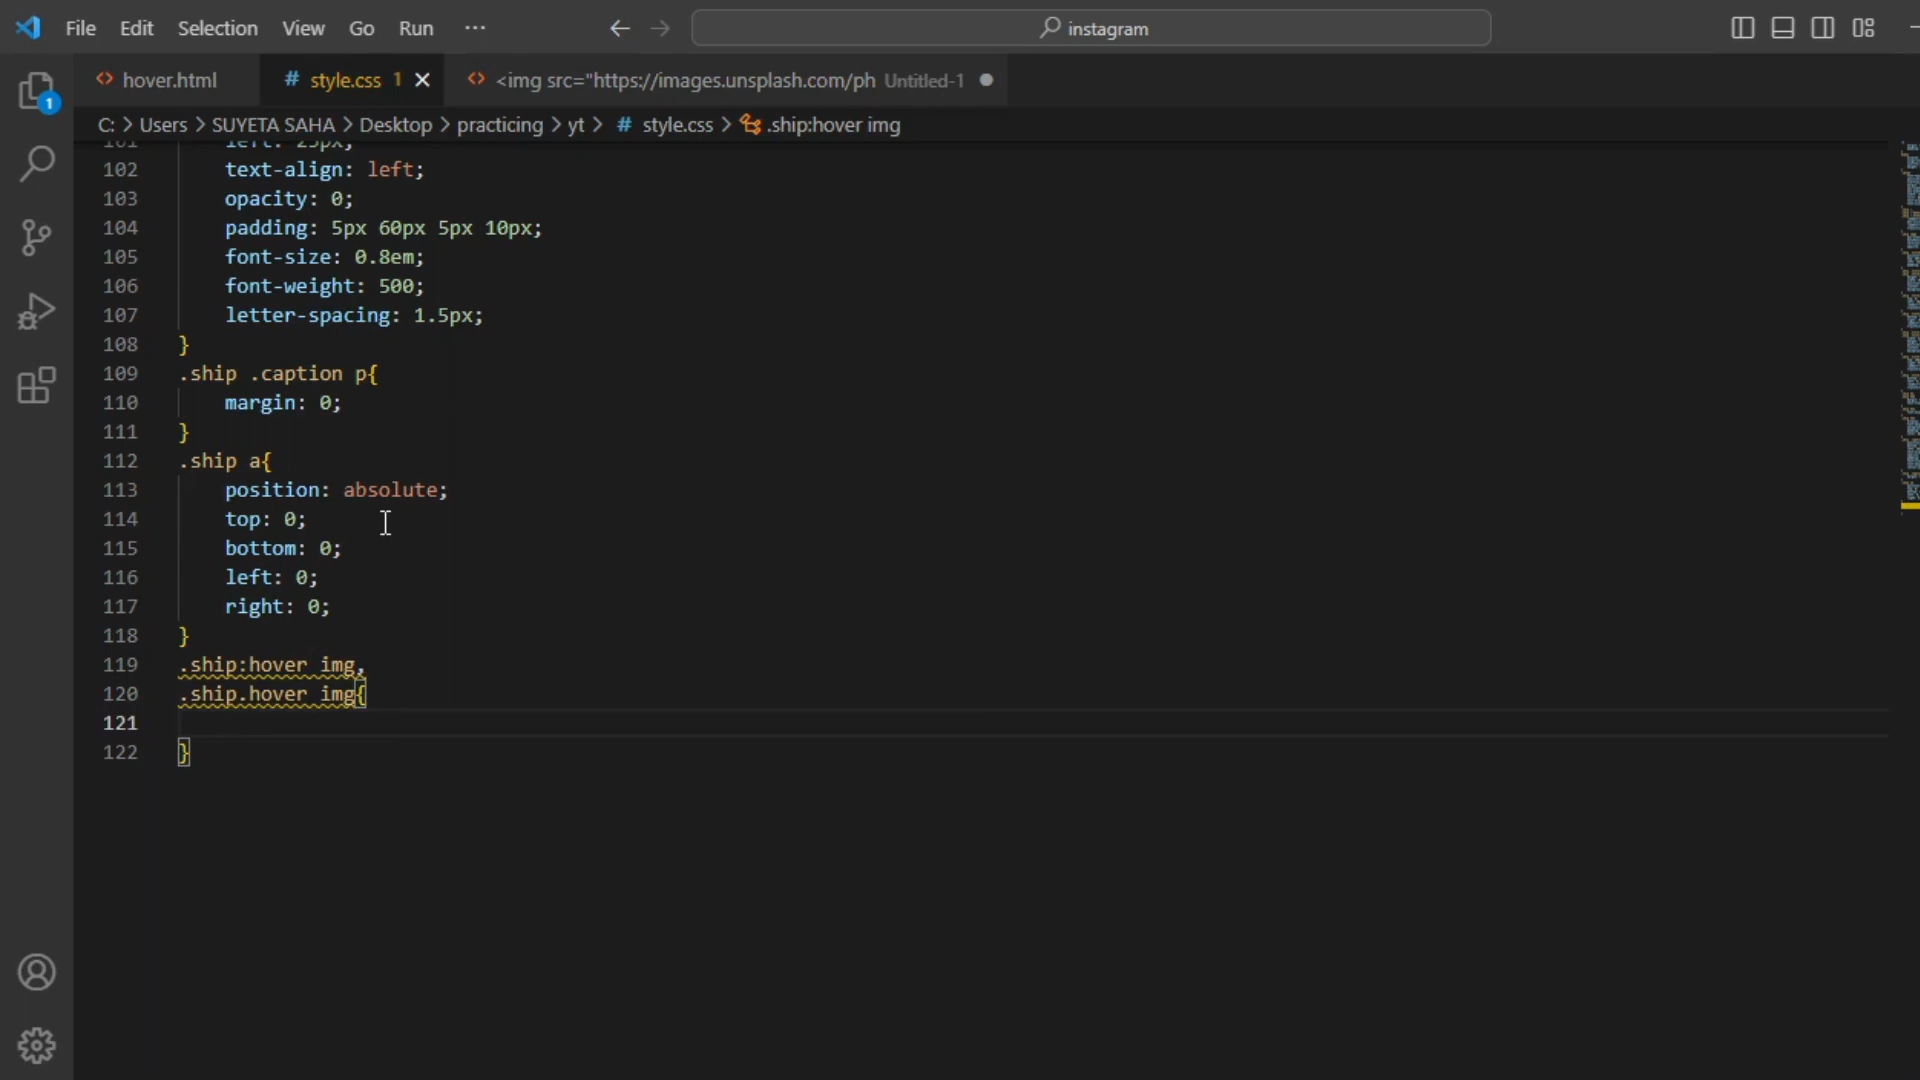 File Edit Selection View Go Run ··· instagram
hover.html # style.css 1 <img src="https://images.unsplash.com/ph Untitled-1
1
C: > Users > SUYETA SAHA > Desktop > practicing > yt > # style.css > .ship:hover img
101 left: 25px;
102 text-align: left;
103 opacity: 0;
104 padding: 5px 60px 5px 10px;
105 font-size: 0.8em;
106 font-weight: 500;
107 letter-spacing: 1.5px;
108 }
109 .ship .caption p{
110 margin: 0;
111 }
112 .ship a{
113 position: absolute;
114 top: 0;
115 bottom: 0;
116 left: 0;
117 right: 0;
118 }
119 .ship:hover img,
120 .ship.hover img{
121
122 }